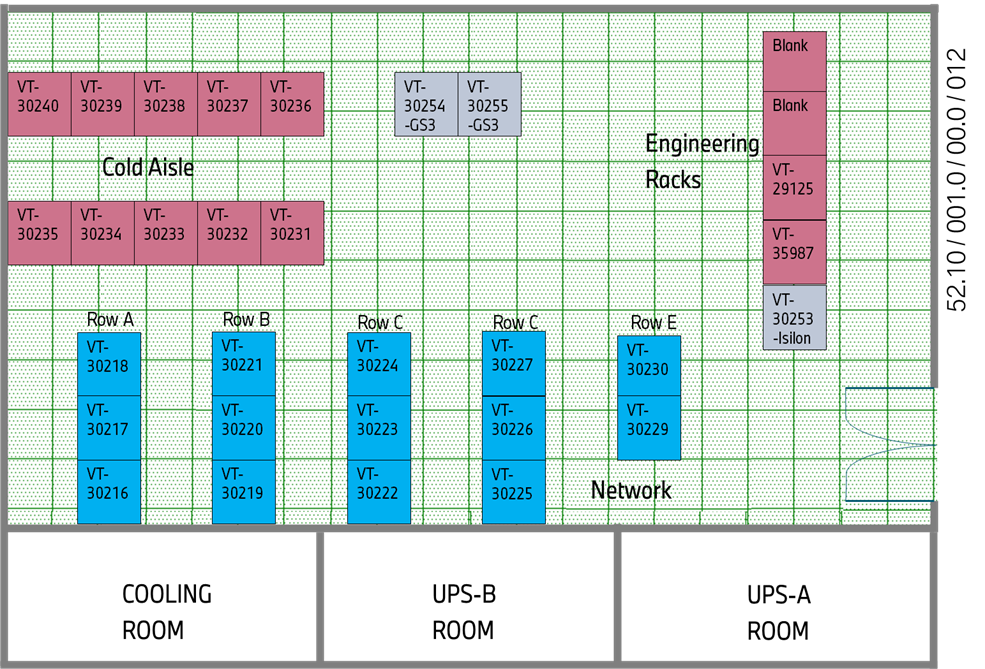 VT-
30240
VT-
30239
VT-
30238
VT-
30237
VT-
30236
VT-
30254
-GS3
VT-
30255
-GS3
Blank
Blank
VT-
29125
VT-
35987
VT-
30253
-Isilon
Engineering
Racks
Cold Aisle
VT-
30235
VT-
30234
VT-
30233
VT-
30232
VT-
30231
Row A
VT-
30218
VT-
30217
VT-
30216
Row B
VT-
30221
VT-
30220
VT-
30219
Row C
VT-
30224
VT-
30223
VT-
30222
Row C
VT-
30227
VT-
30226
VT-
30225
Row E
VT-
30230
VT-
30229
Network
COOLING
ROOM
UPS-B
ROOM
UPS-A
ROOM
52.10 / 001.0 / 00.0 / 012